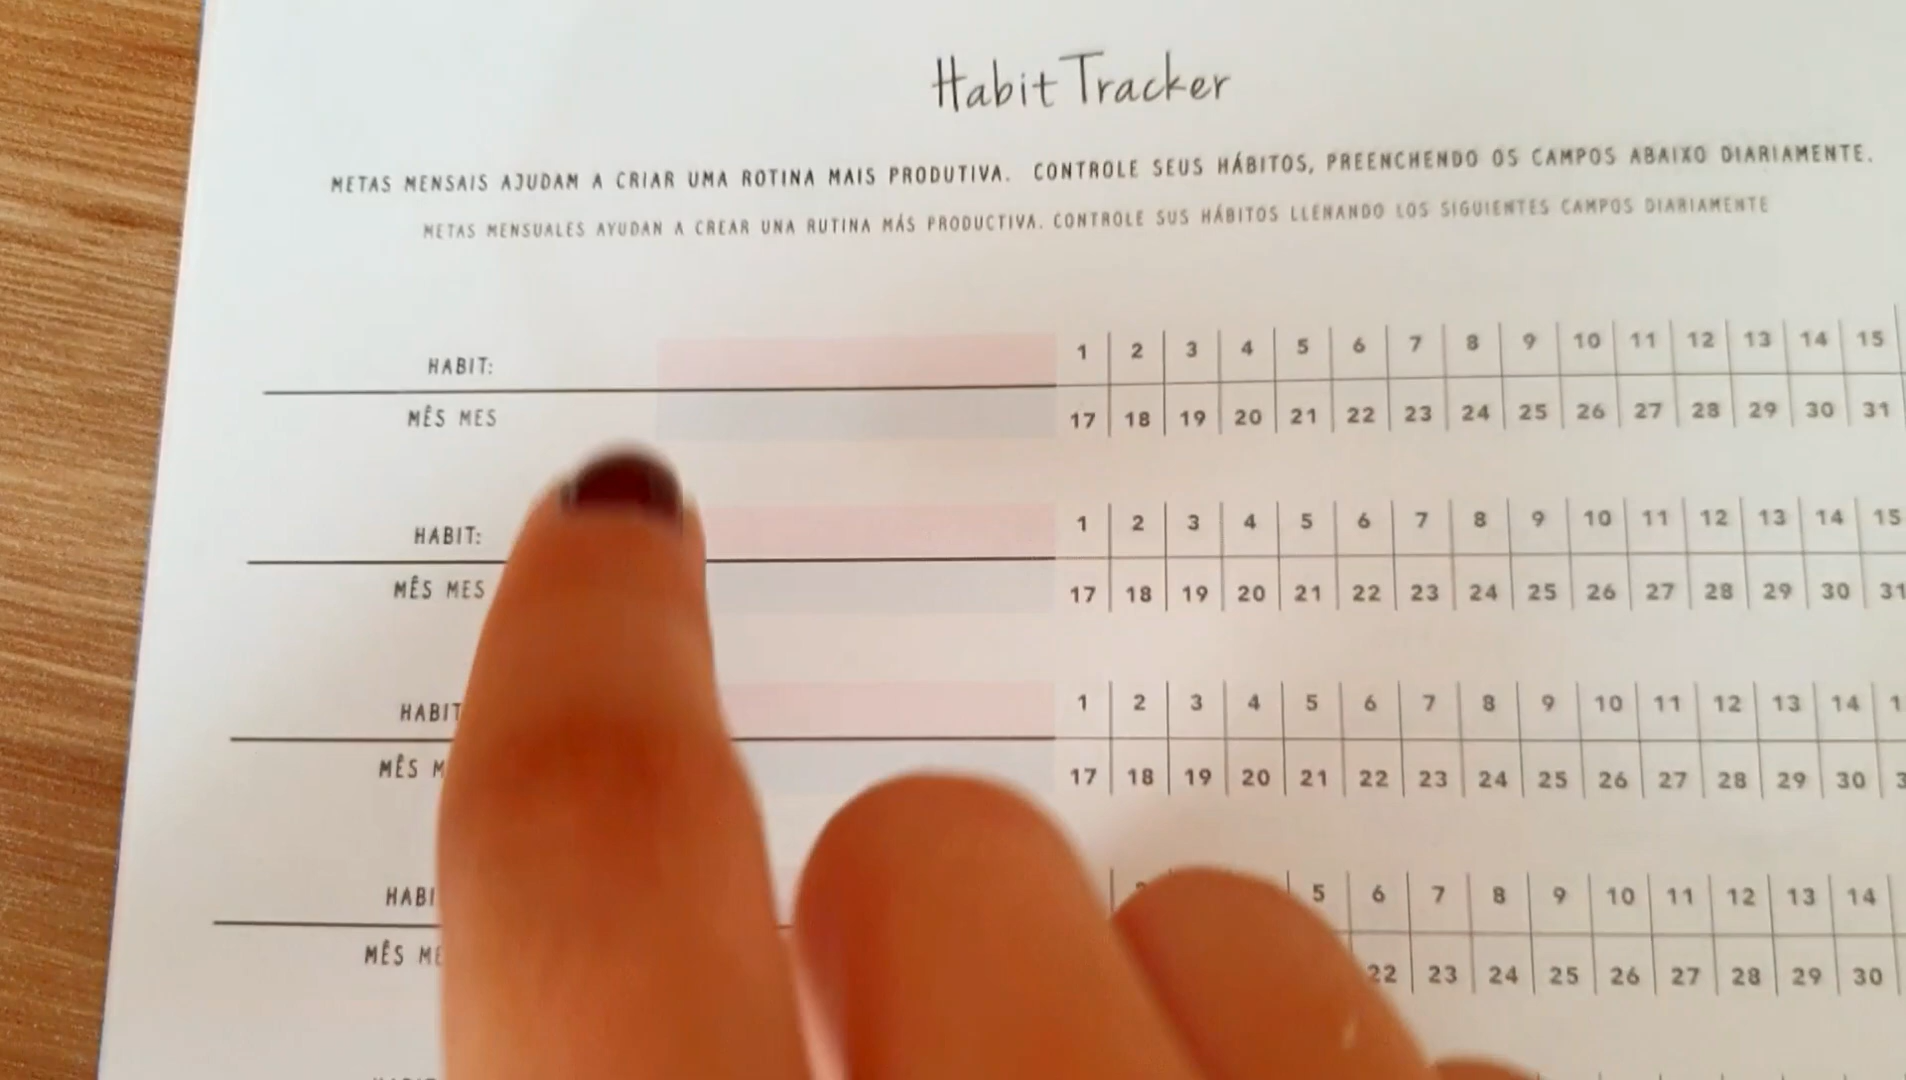 Habit Tracker
METAS MENSAIS AJUDAM A CRIAR UMA ROTINA MAIS PRODUTIVA. CONTROLE SEUS HÁBITOS, PREENCHENDO OS CAMPOS ABAIXO DIARIAMENTE.
METAS MENSUALES AYUDAN A CREAR UNA RUTINA MÁS PRODUCTIVA. CONTROLE SUS HÁBITOS LLENANDO LOS SIGUIENTES CAMPOS DIARIAMENTE
HABIT: 1 2 3 4 5 6 7 8 9 10 11 12 13 14 15
MÊS MES 17 18 19 20 21 22 23 24 25 26 27 28 29 30 31
HABIT: 1 2 3 4 5 6 7 8 9 10 11 12 13 14 15
MÊS MES 17 18 19 20 21 22 23 24 25 26 27 28 29 30 31
HABIT 1 2 3 4 5 6 7 8 9 10 11 12 13 14
MÊS 17 18 19 20 21 22 23 24 25 26 27 28 29 30
5 6 7 8 9 10 11 12 13 14
MÊS 22 23 24 25 26 27 28 29 30